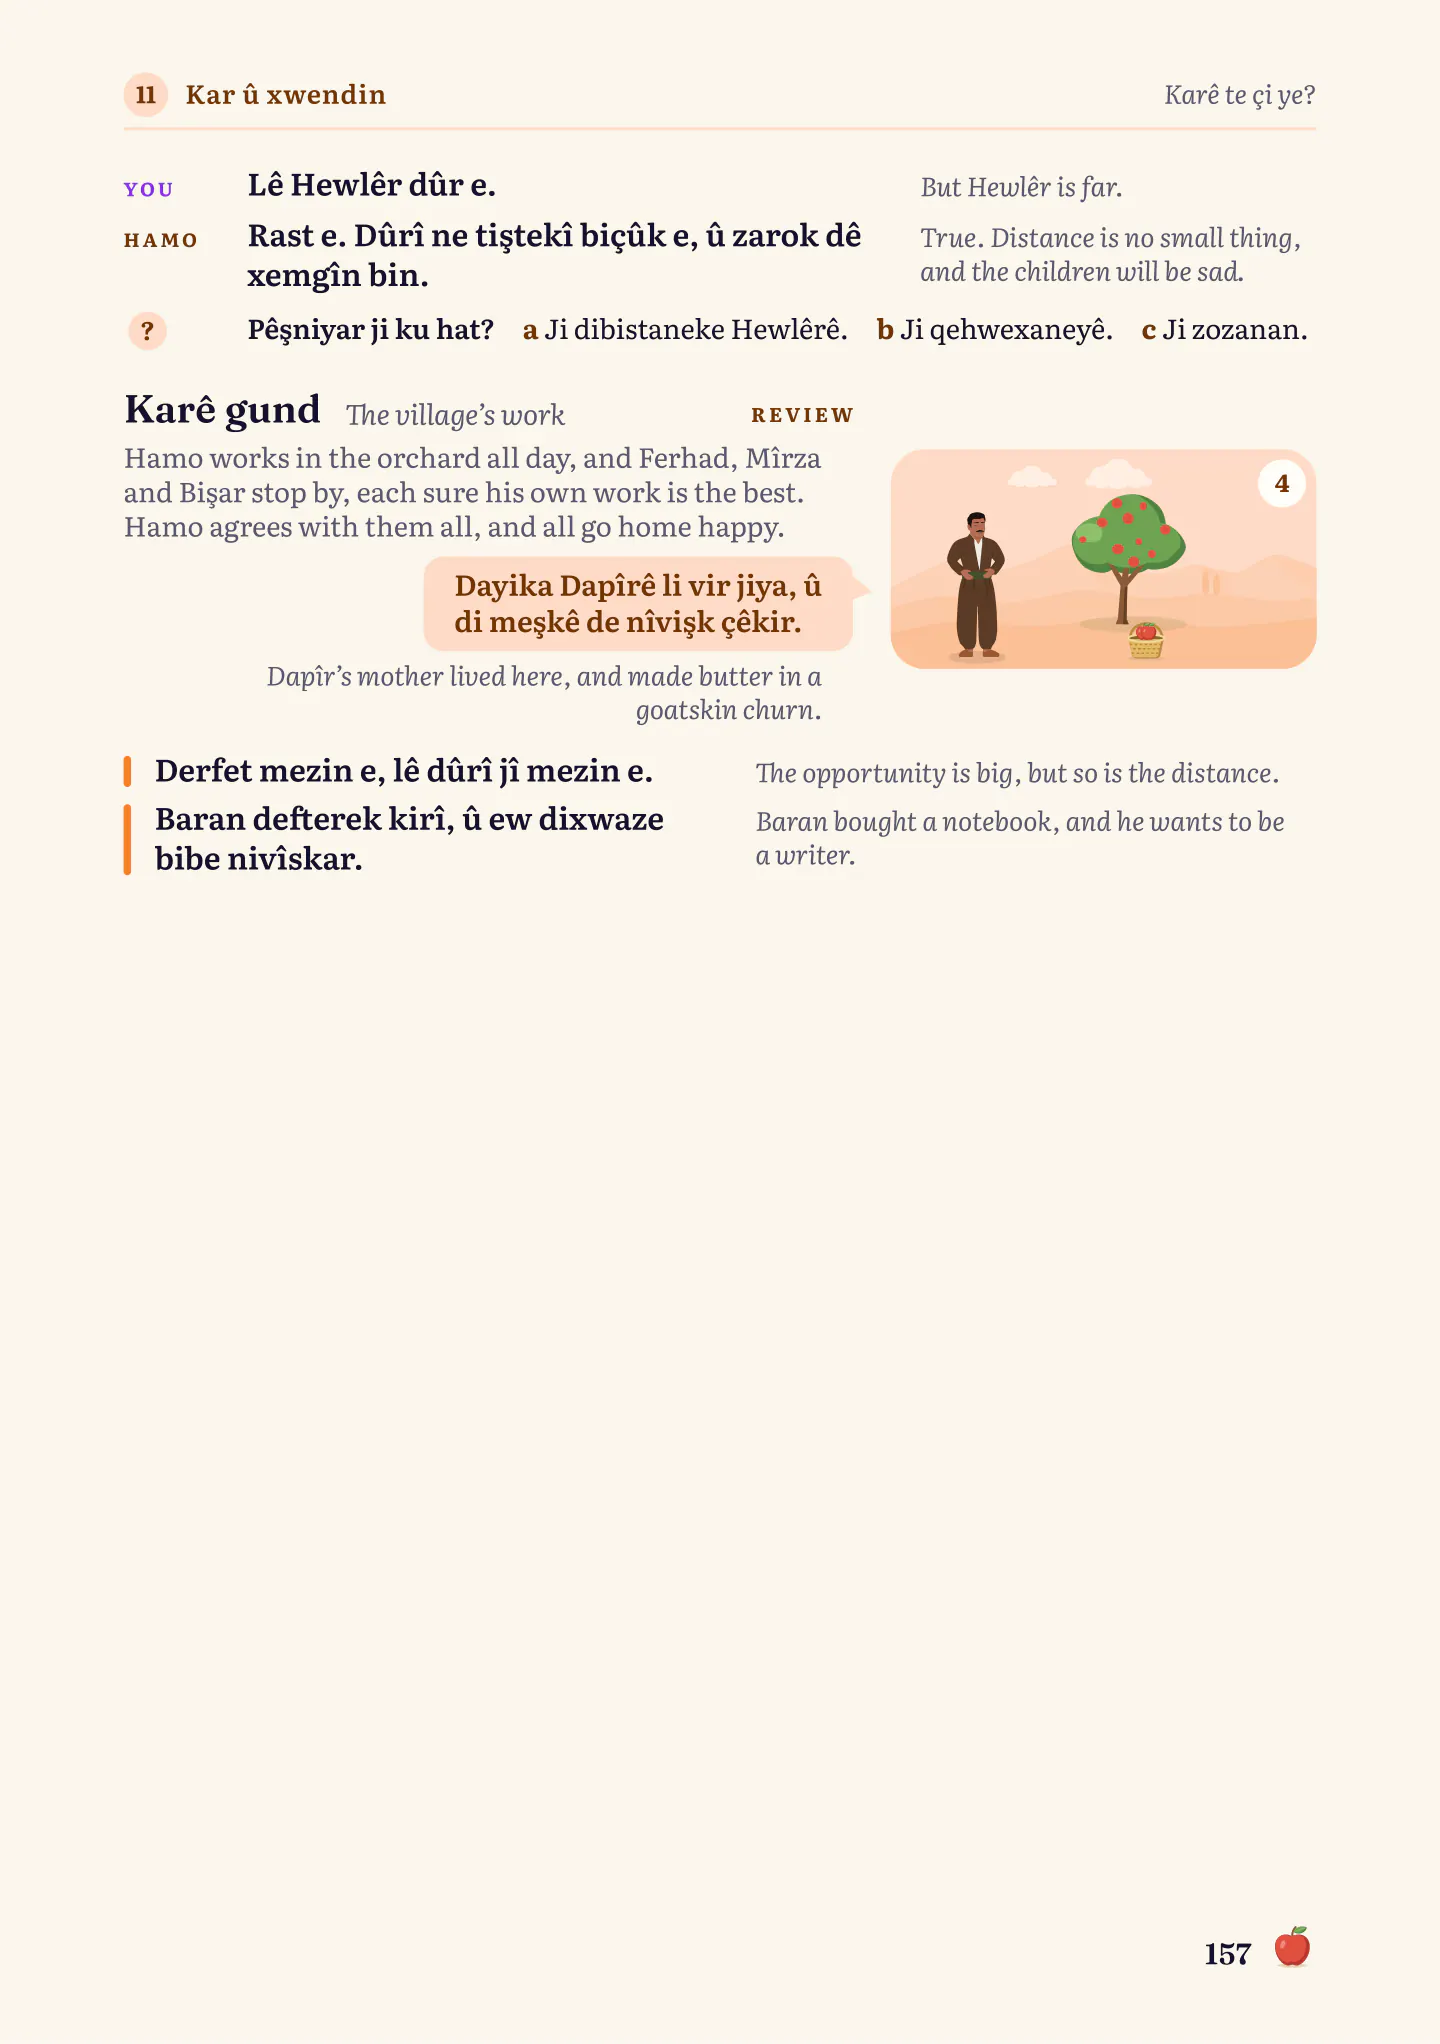 11 Kar û xwendin
Karê te çi ye?
YOU Lê Hewlêr dûr e.
But Hewlêr is far.
HAMO Rast e. Dûrî ne tiştekî biçûk e, û zarok dê
xemgîn bin.
True. Distance is no small thing,
and the children will be sad.
? Pêşniyar ji ku hat? a Ji dibistaneke Hewlêrê. b Ji qehwexaneyê. c Ji zozanan.
Karê gund The village’s work REVIEW
Hamo works in the orchard all day, and Ferhad, Mîrza
and Bişar stop by, each sure his own work is the best.
Hamo agrees with them all, and all go home happy.
4
Dayika Dapîrê li vir jiya, û
di meşkê de nîvişk çêkir.
Dapîr’s mother lived here, and made butter in a
goatskin churn.
Derfet mezin e, lê dûrî jî mezin e.
The opportunity is big, but so is the distance.
Baran defterek kirî, û ew dixwaze
bibe nivîskar.
Baran bought a notebook, and he wants to be
a writer.
157